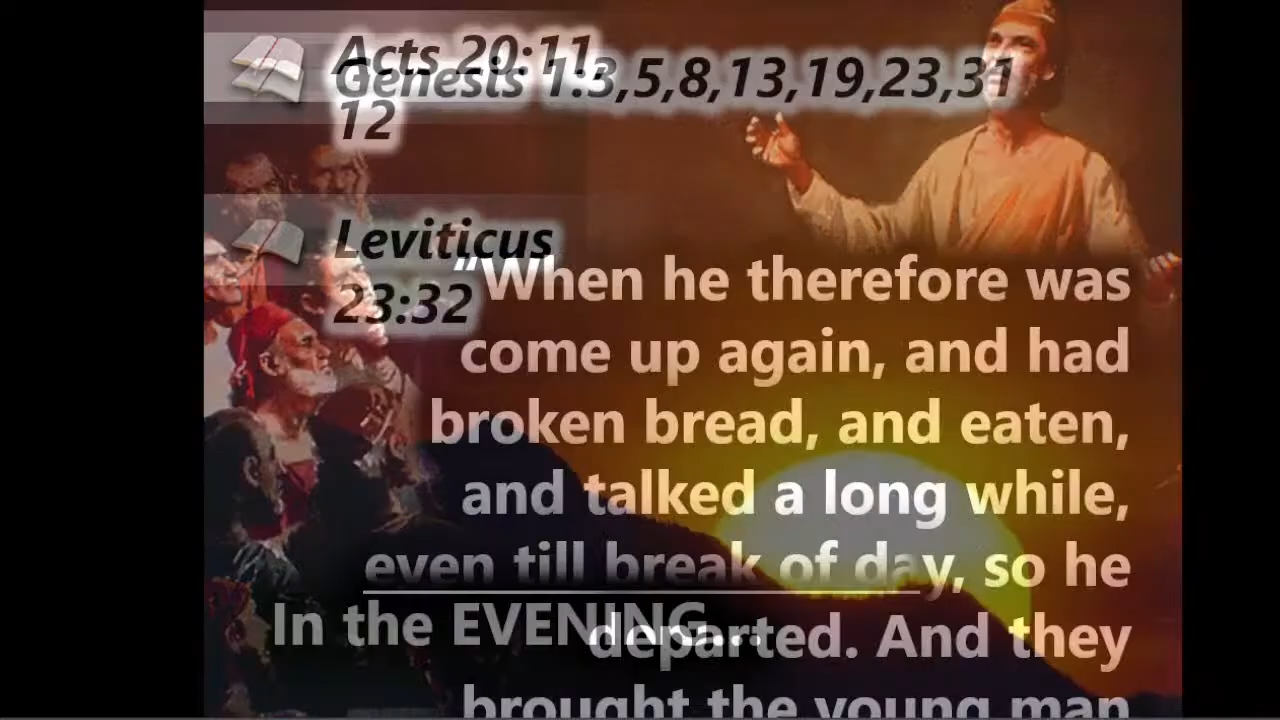 Acts 20:11,
12
Genesis 1:3,5,8,13,19,23,31
Leviticus
23:32
“When he therefore was
come up again, and had
broken bread, and eaten,
and talked a long while,
even till break of day, so he
departed. And they
brought the young man
In the EVENING...